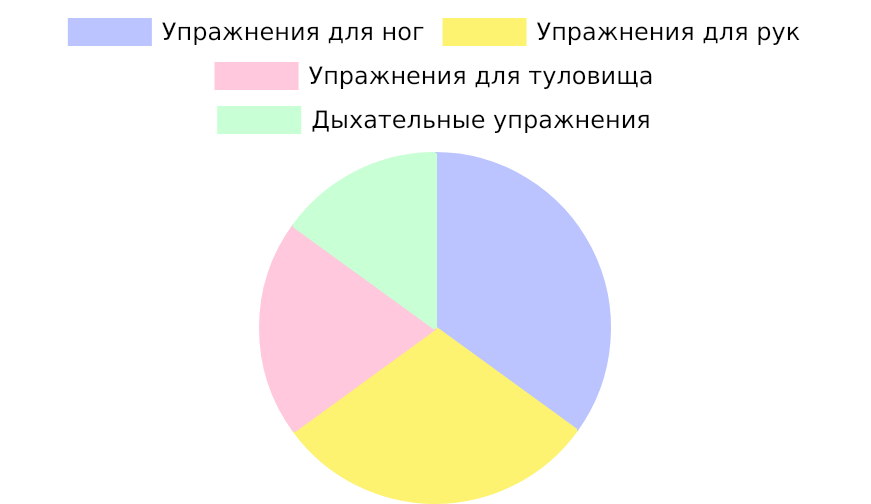 Упражнения для ног Упражнения для рук
Упражнения для туловища
Дыхательные упражнения